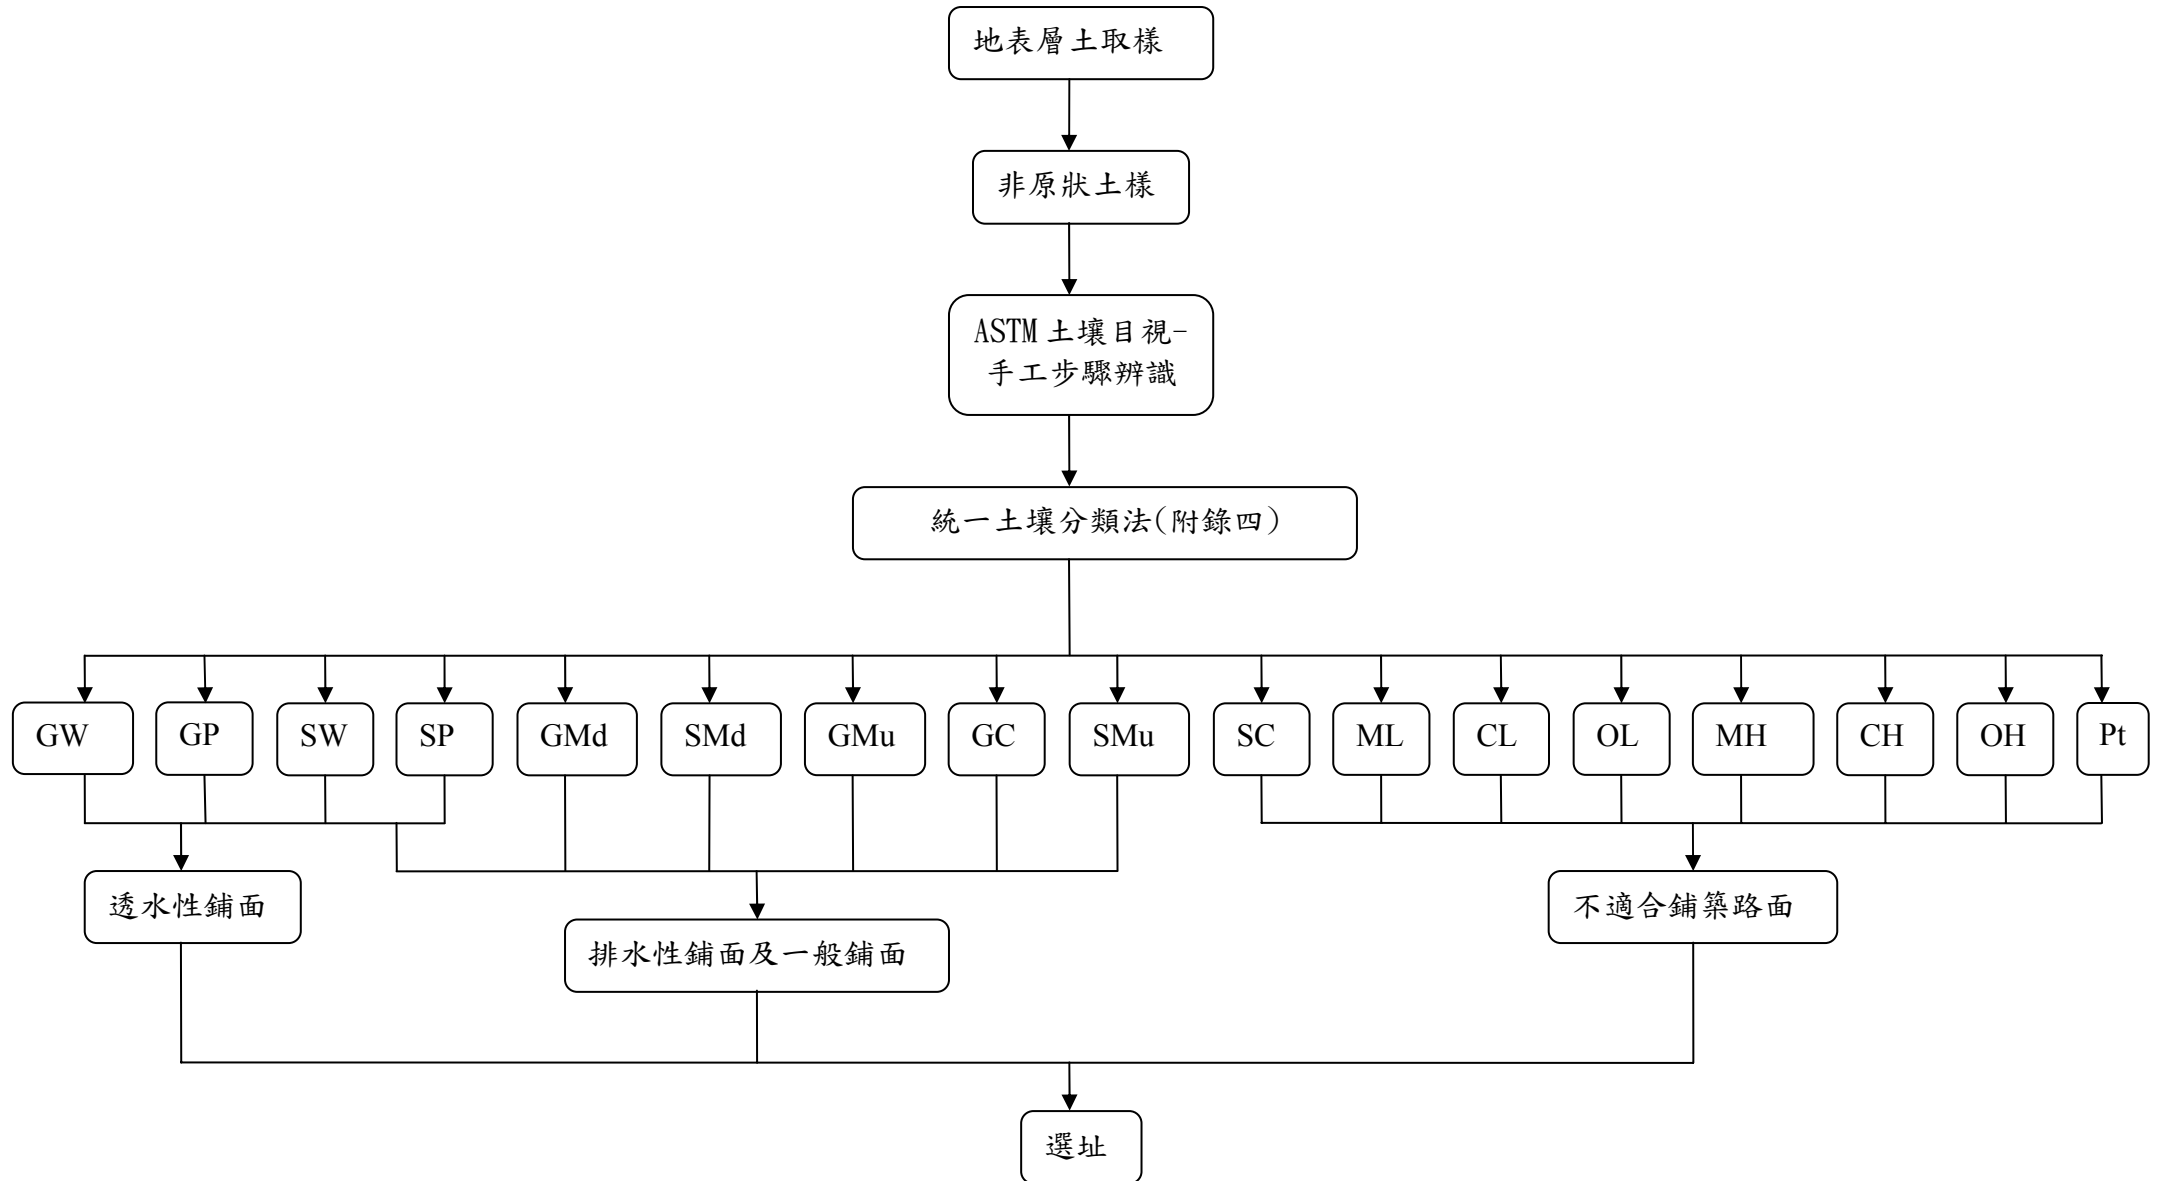 地表層土取樣
非原狀土樣
ASTM 土壤目視-
手工步驟辨識
統一土壤分類法(附錄四)
GW
GP
SW
SP
GMd
SMd
GMu
GC
SMu
SC
ML
CL
OL
MH
CH
OH
Pt
透水性鋪面
排水性鋪面及一般鋪面
不適合鋪築路面
選址